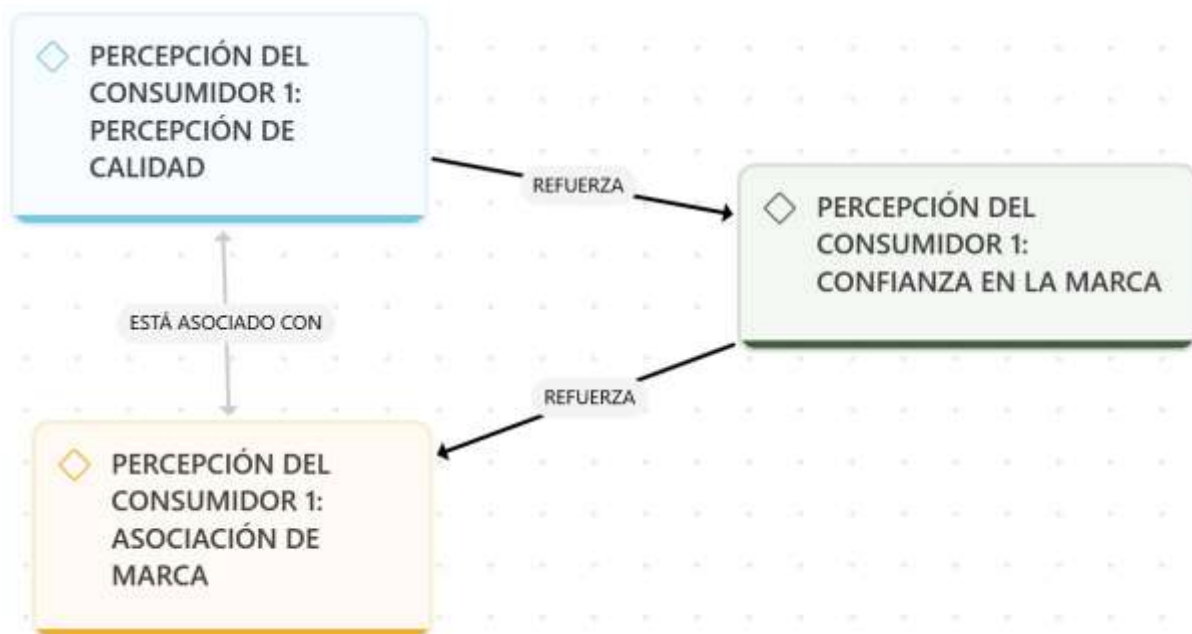 PERCEPCIÓN DEL
CONSUMIDOR 1:
PERCEPCIÓN DE
CALIDAD
REFUERZA
PERCEPCIÓN DEL
CONSUMIDOR 1:
CONFIANZA EN LA MARCA
ESTÁ ASOCIADO CON
REFUERZA
PERCEPCIÓN DEL
CONSUMIDOR 1:
ASOCIACIÓN DE
MARCA